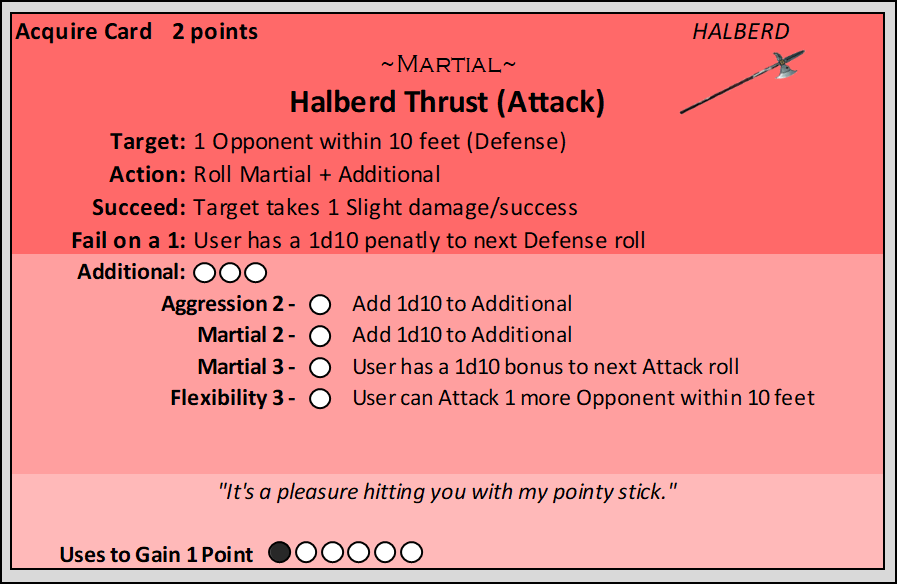 Acquire Card 2 points HALBERD
~Martial~
Halberd Thrust (Attack)
Target: 1 Opponent within 10 feet (Defense)
Action: Roll Martial + Additional
Succeed: Target takes 1 Slight damage/success
Fail on a 1: User has a 1d10 penatly to next Defense roll
Additional:
Aggression 2 - Add 1d10 to Additional
Martial 2 - Add 1d10 to Additional
Martial 3 - User has a 1d10 bonus to next Attack roll
Flexibility 3 - User can Attack 1 more Opponent within 10 feet
"It's a pleasure hitting you with my pointy stick."
Uses to Gain 1 Point